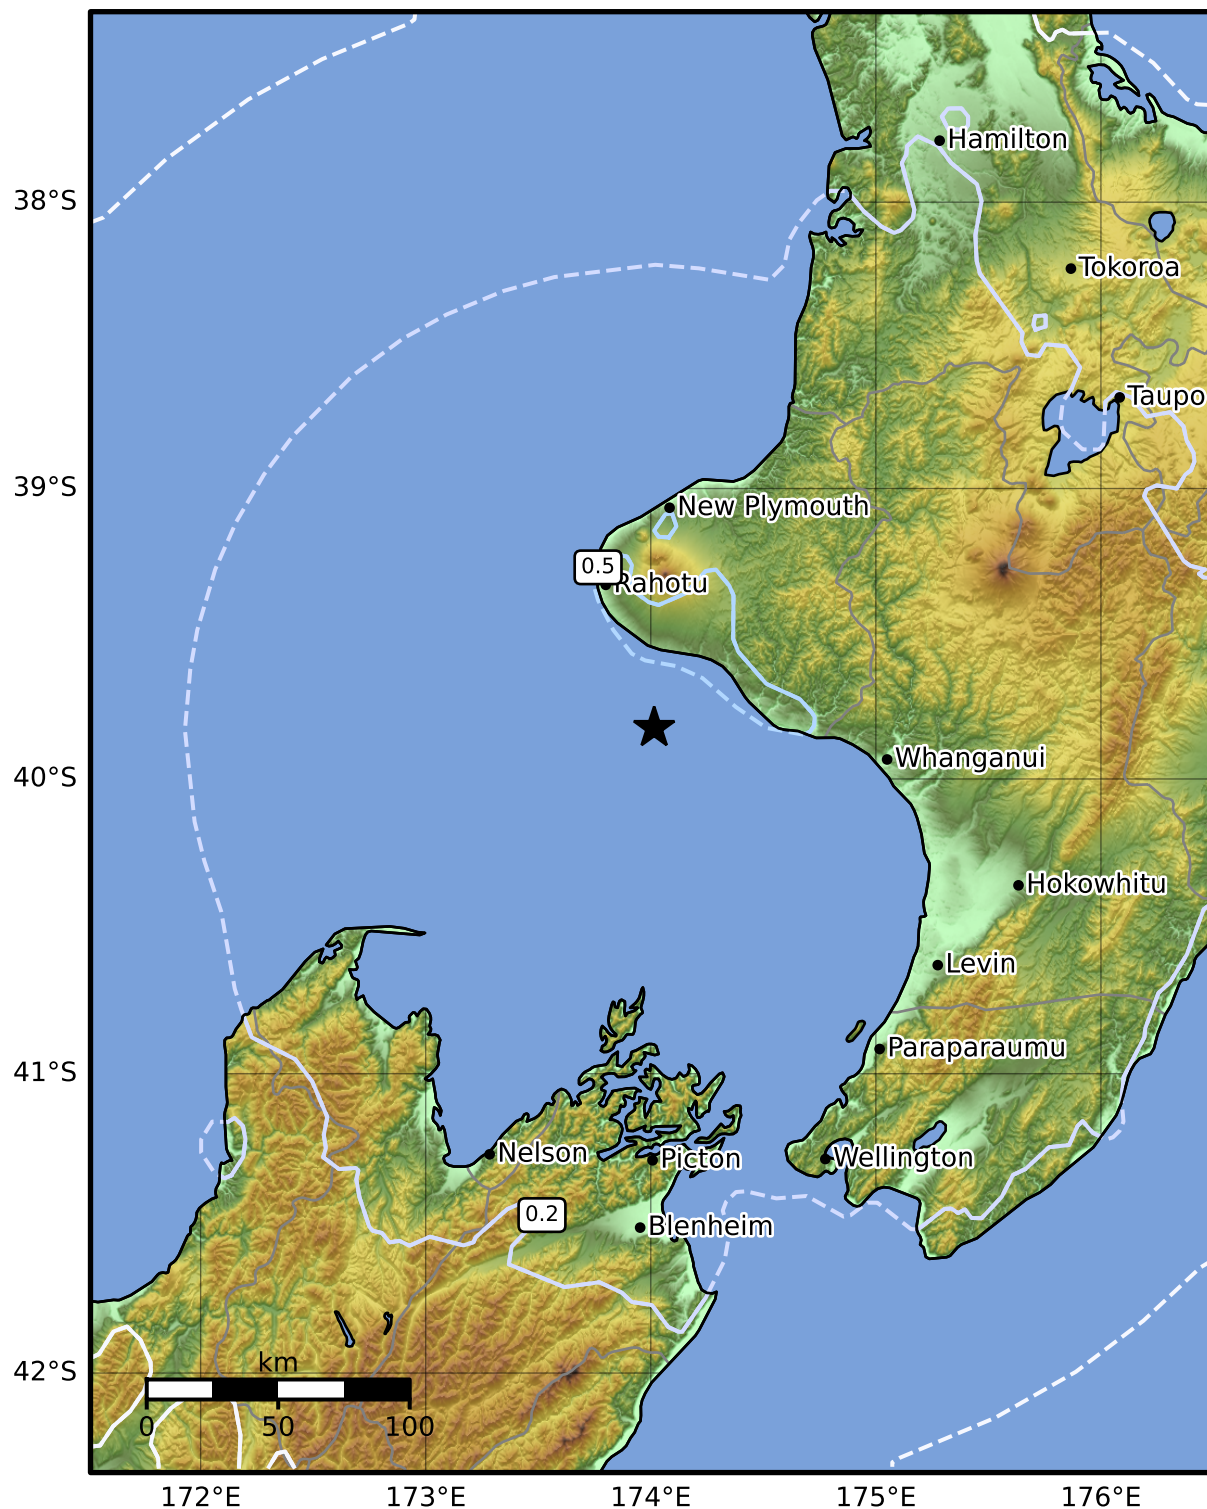 Hamilton
38°S
Tokoroa
Taupo
39°S
New Plymouth
0.5
Rahotu
Whanganui
40°S
Hokowhitu
Levin
Paraparaumu
41°S
Nelson
Picton
Wellington
0.2
Blenheim
km
42°S
0 50 100
172°E 173°E 174°E 175°E 176°E